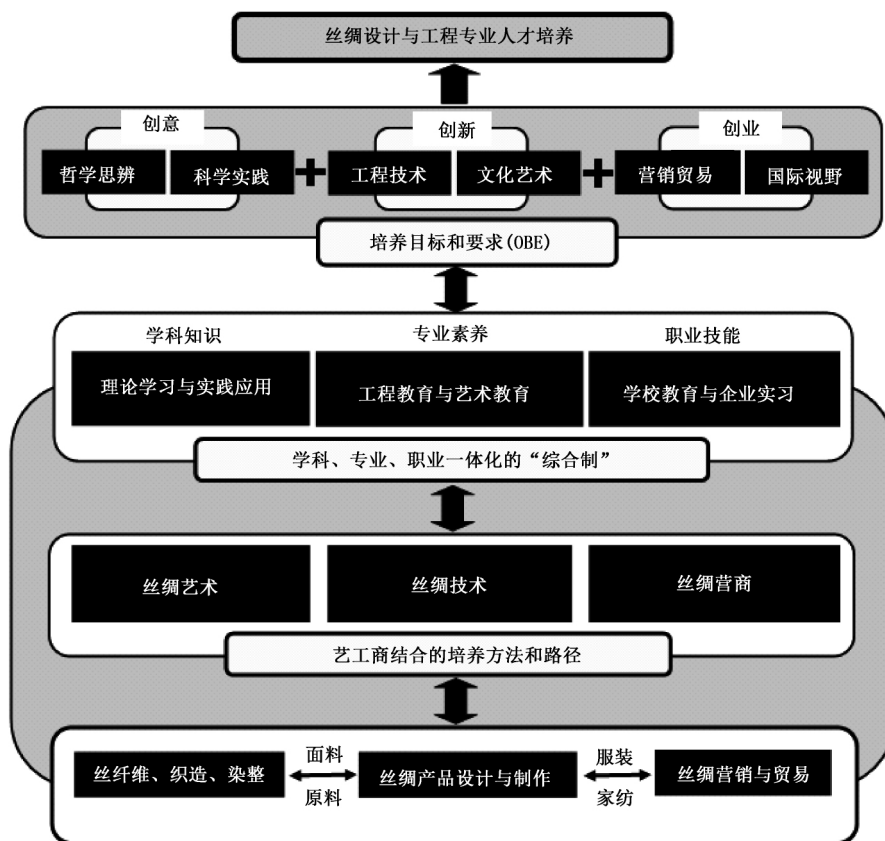 丝绸设计与工程专业人才培养
创意
创新
创业
哲学思辨
科学实践
工程技术
文化艺术
营销贸易
国际视野
培养目标和要求(OBE)
学科知识
专业素养
职业技能
理论学习与实践应用
工程教育与艺术教育
学校教育与企业实习
学科、专业、职业一体化的“综合制”
丝绸艺术
丝绸技术
丝绸营商
艺工商结合的培养方法和路径
丝纤维、织造、染整
面料
原料
丝绸产品设计与制作
服装
家纺
丝绸营销与贸易